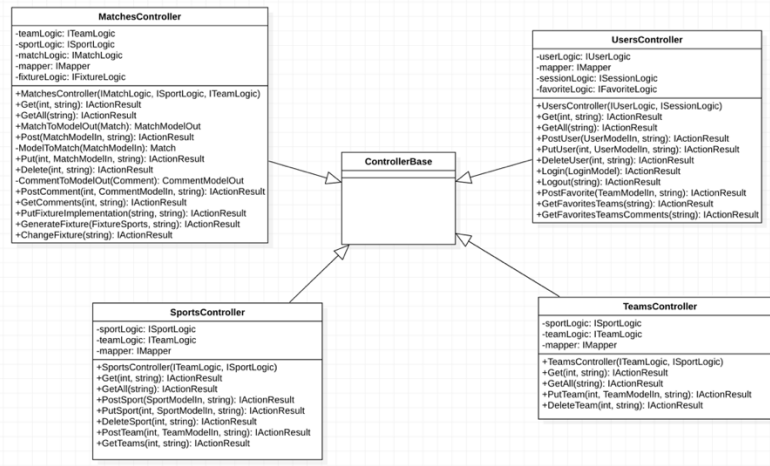 MatchesController
-teamLogic: ITeamLogic
-sportLogic: ISportLogic
-matchLogic: IMatchLogic
-mapper: IMapper
-fixtureLogic: IFixtureLogic
+MatchesController(IMatchLogic, ISportLogic, ITeamLogic)
+Get(int, string): IActionResult
+GetAll(string): IActionResult
+MatchToModelOut(Match): MatchModelOut
+Post(MatchModelIn, string): IActionResult
-ModelToMatch(MatchModelIn): Match
+Put(int, MatchModelIn, string): IActionResult
+Delete(int, string): IActionResult
-CommentToModelOut(Comment): CommentModelOut
+PostComment(int, CommentModelIn, string): IActionResult
+GetComments(int, string): IActionResult
+PutFixtureImplementation(string, string): IActionResult
+GenerateFixture(FixtureSports, string): IActionResult
+ChangeFixture(string): IActionResult
UsersController
-userLogic: IUserLogic
-mapper: IMapper
-sessionLogic: ISessionLogic
-favoriteLogic: IFavoriteLogic
+UsersController(IUserLogic, ISessionLogic)
+Get(int, string): IActionResult
+GetAll(string): IActionResult
+PostUser(UserModelIn, string): IActionResult
+PutUser(int, UserModelIn, string): IActionResult
+DeleteUser(int, string): IActionResult
+Login(LoginModel): IActionResult
+Logout(string): IActionResult
+PostFavorite(TeamModelIn, string): IActionResult
+GetFavoritesTeams(string): IActionResult
+GetFavoritesTeamsComments(string): IActionResult
ControllerBase
SportsController
-sportLogic: ISportLogic
-teamLogic: ITeamLogic
-mapper: IMapper
+SportsController(ITeamLogic, ISportLogic)
+Get(int, string): IActionResult
+GetAll(string): IActionResult
+PostSport(SportModelIn, string): IActionResult
+PutSport(int, SportModelIn, string): IActionResult
+DeleteSport(int, string): IActionResult
+PostTeam(int, TeamModelIn, string): IActionResult
+GetTeams(int, string): IActionResult
TeamsController
-sportLogic: ISportLogic
-teamLogic: ITeamLogic
-mapper: IMapper
+TeamsController(ITeamLogic, ISportLogic)
+Get(int, string): IActionResult
+GetAll(string): IActionResult
+PutTeam(int, TeamModelIn, string): IActionResult
+DeleteTeam(int, string): IActionResult